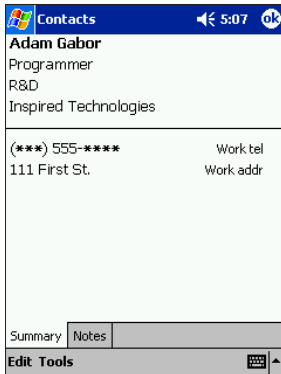 Contacts 5:07 ok
Adam Gabor
Programmer
R&D
Inspired Technologies
(***) 555-**** Work tel
111 First St. Work addr
Summary Notes
Edit Tools